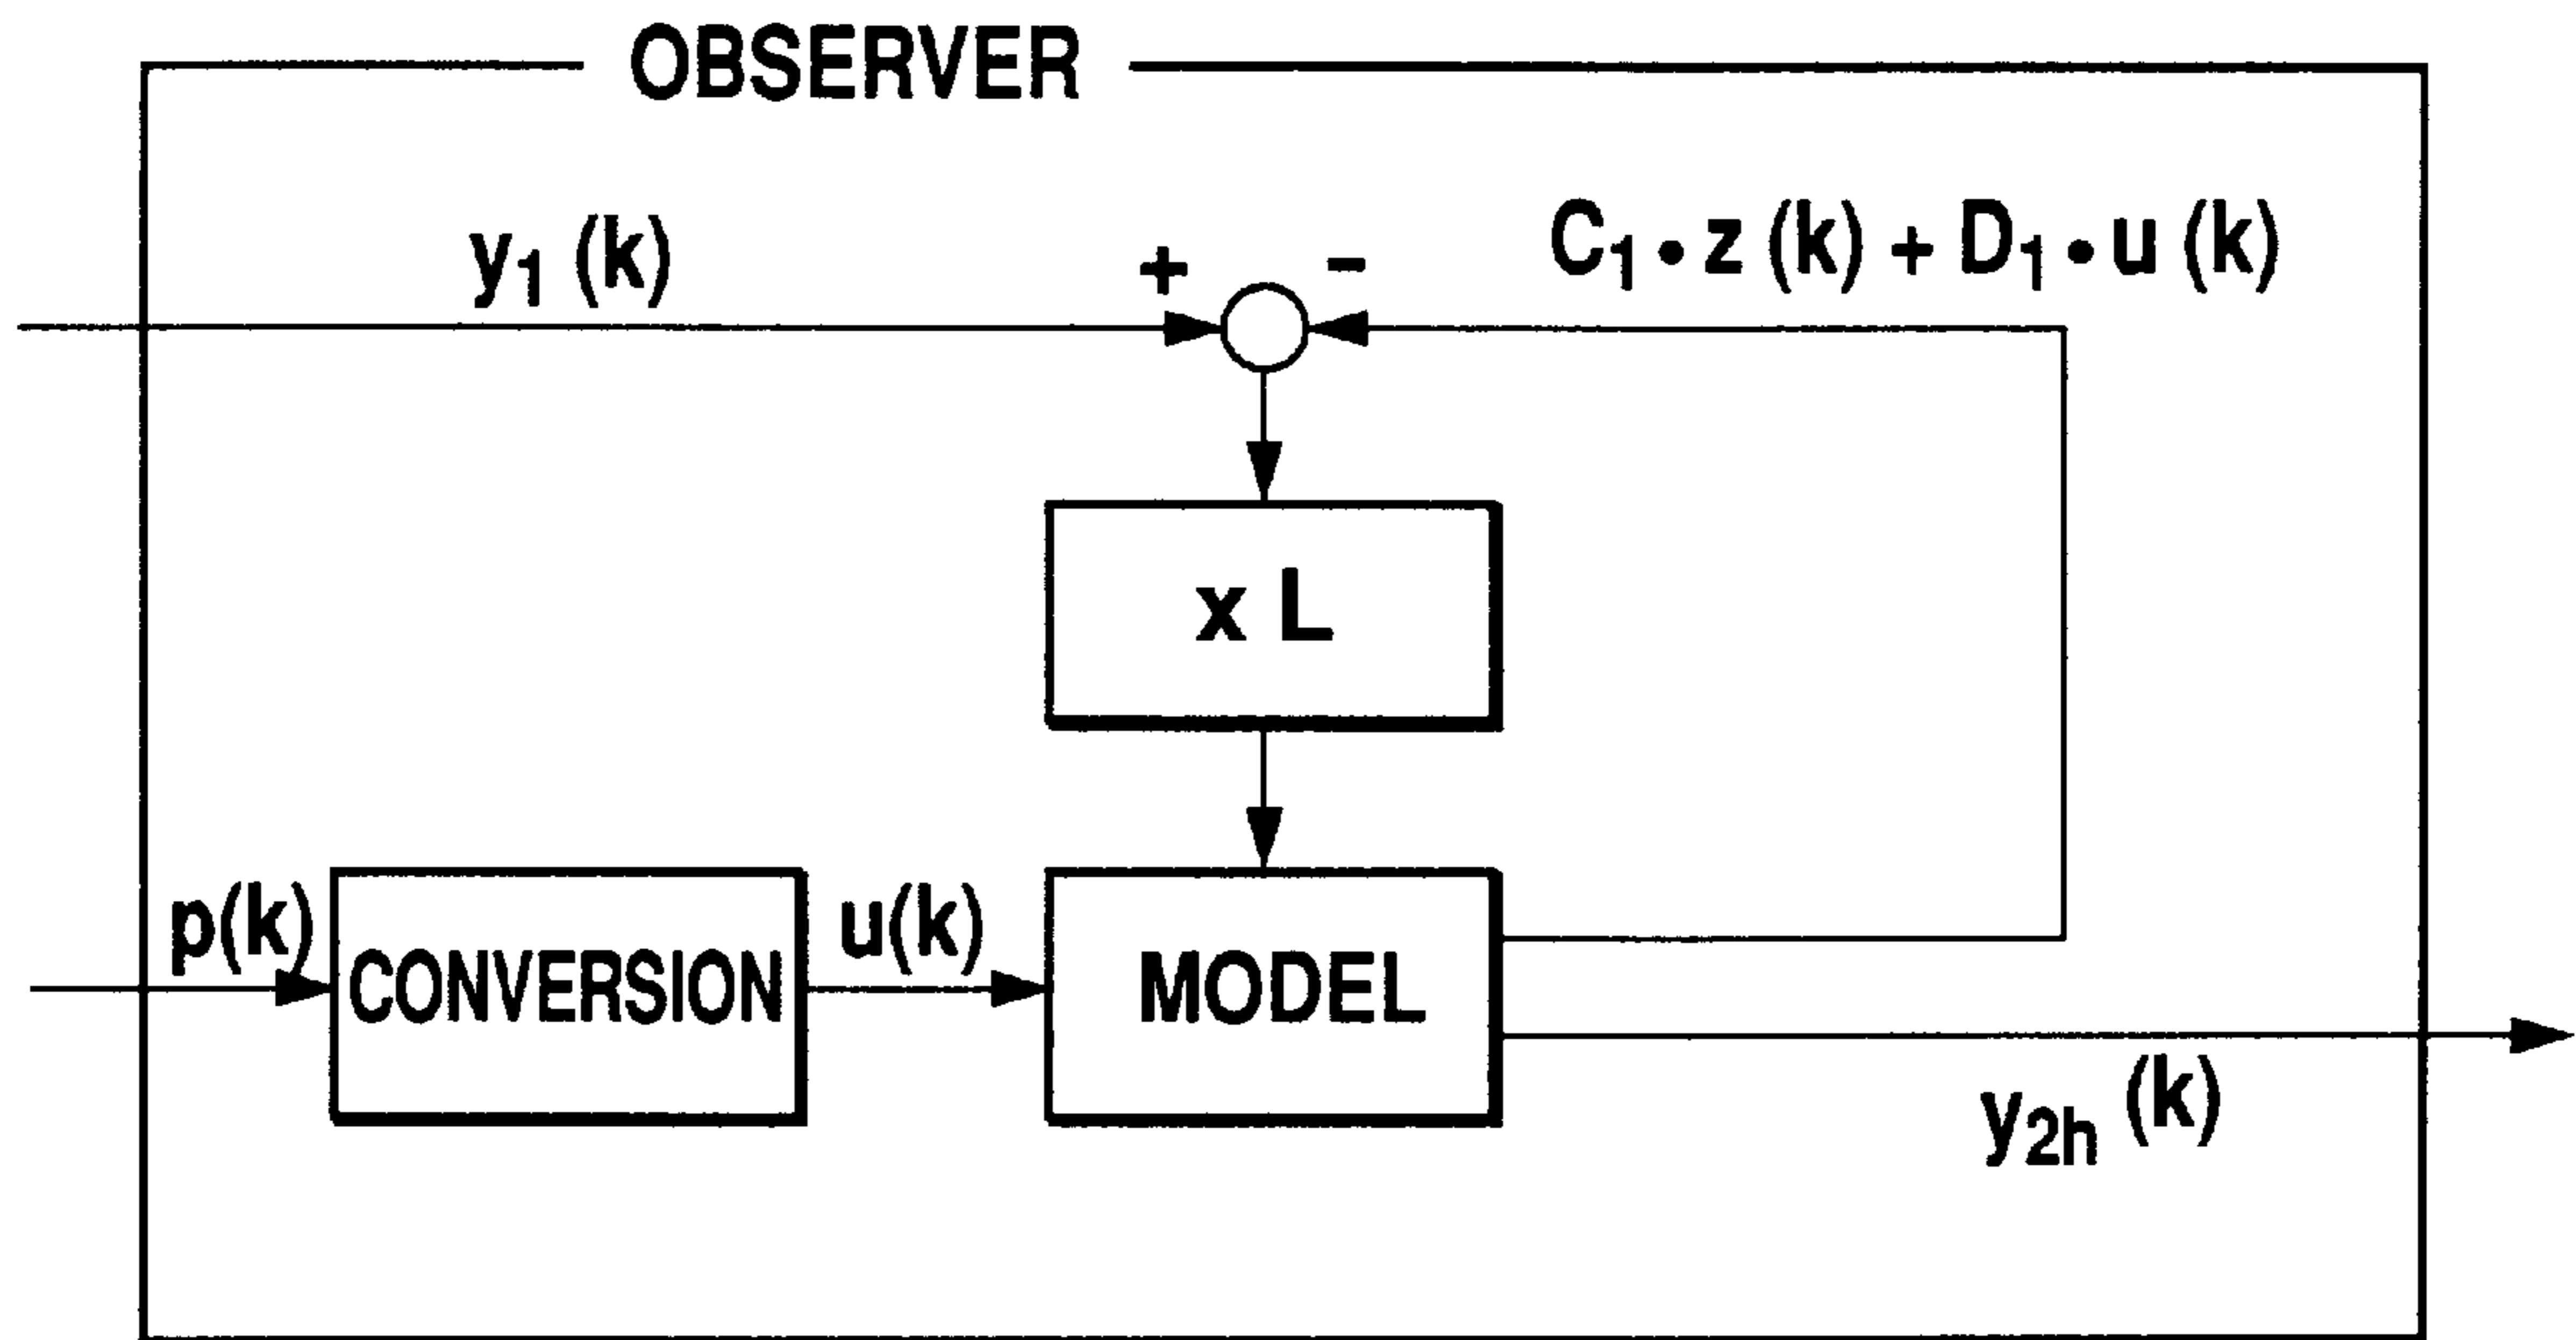 OBSERVER
y₁ (k)
+
-
C₁ • z (k) + D₁ • u (k)
x L
p(k)
CONVERSION
u(k)
MODEL
y₂ₕ (k)